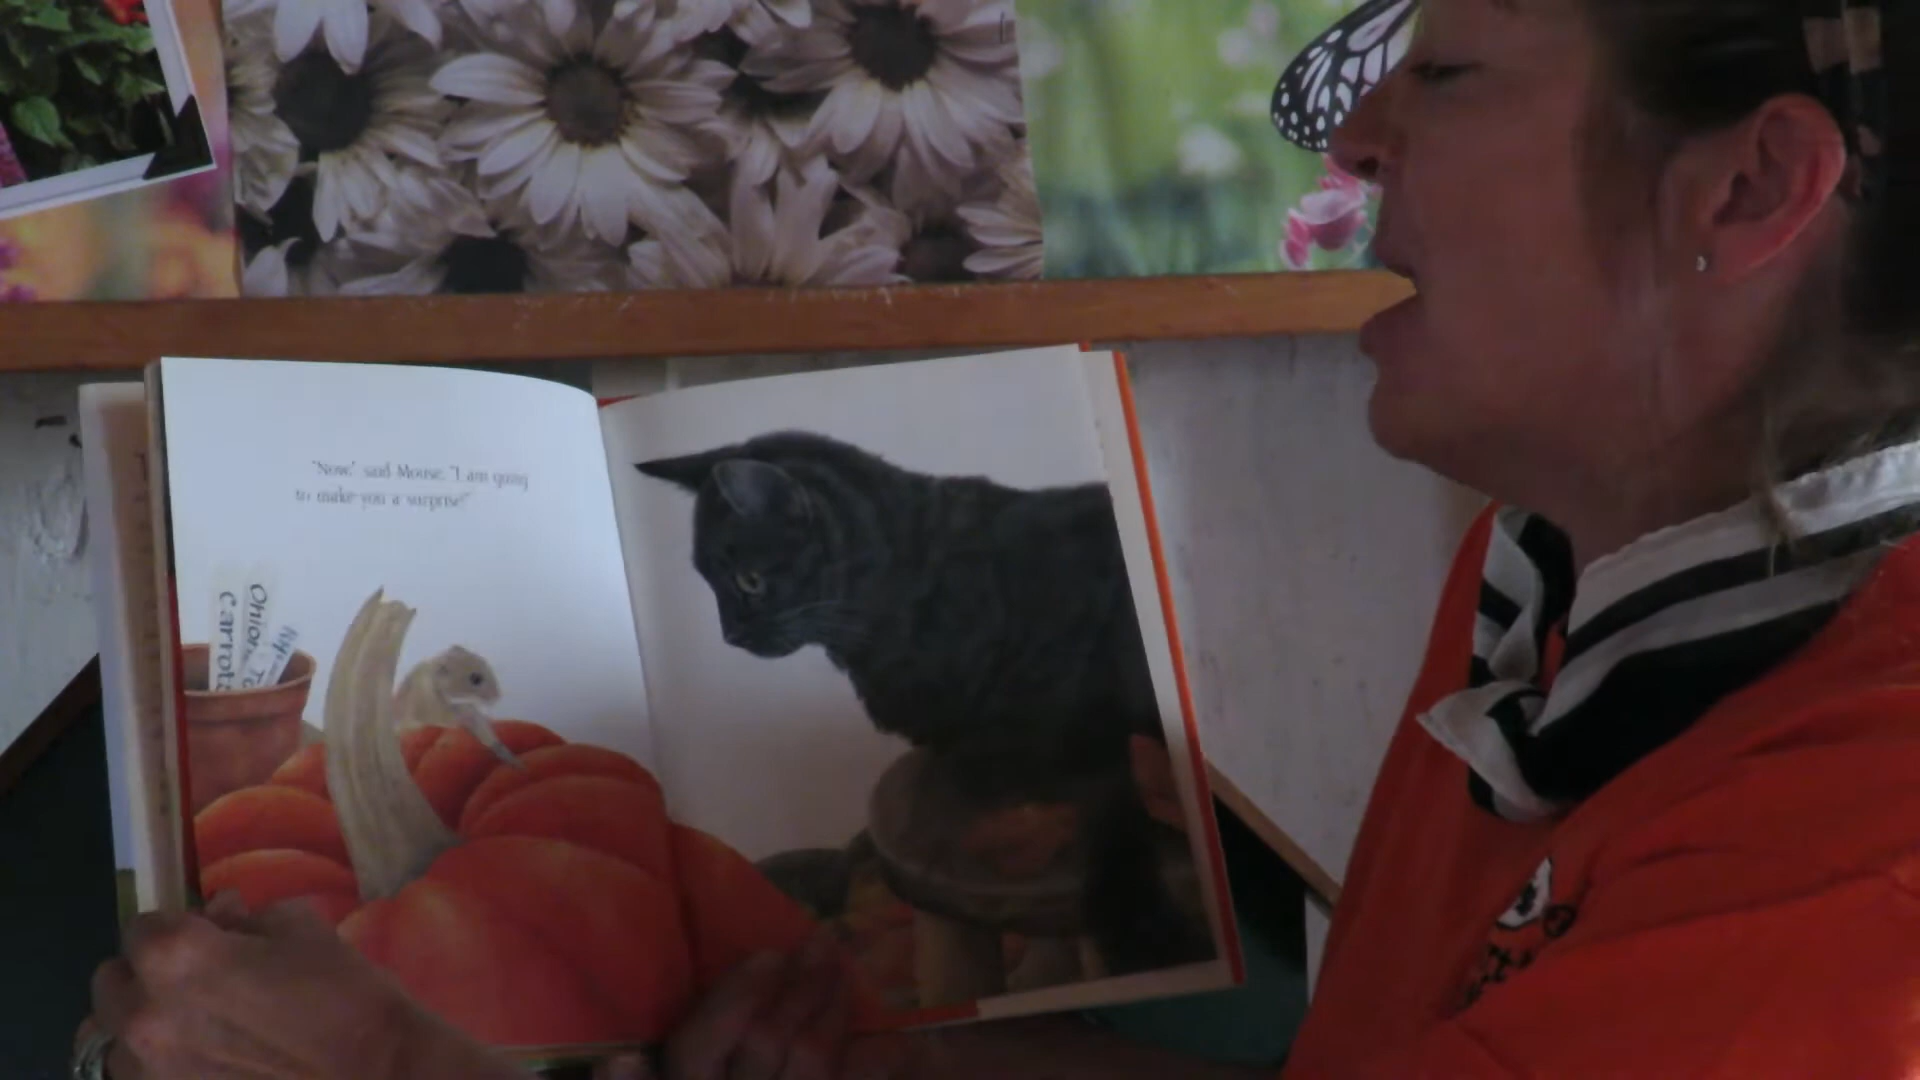 "Now," said Mouse, "I am going
to make you a surprise!"
Onion
Carrots